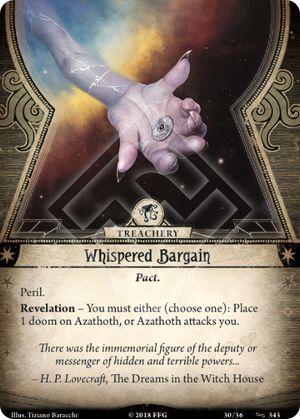 TREACHERY
Whispered Bargain
Pact.
Peril.
Revelation – You must either (choose one): Place
1 doom on Azathoth, or Azathoth attacks you.
There was the immemorial figure of the deputy or
messenger of hidden and terrible powers...
– H. P. Lovecraft, The Dreams in the Witch House
Illus. Tiziano Baracchi © 2018 FFG 30/36 343